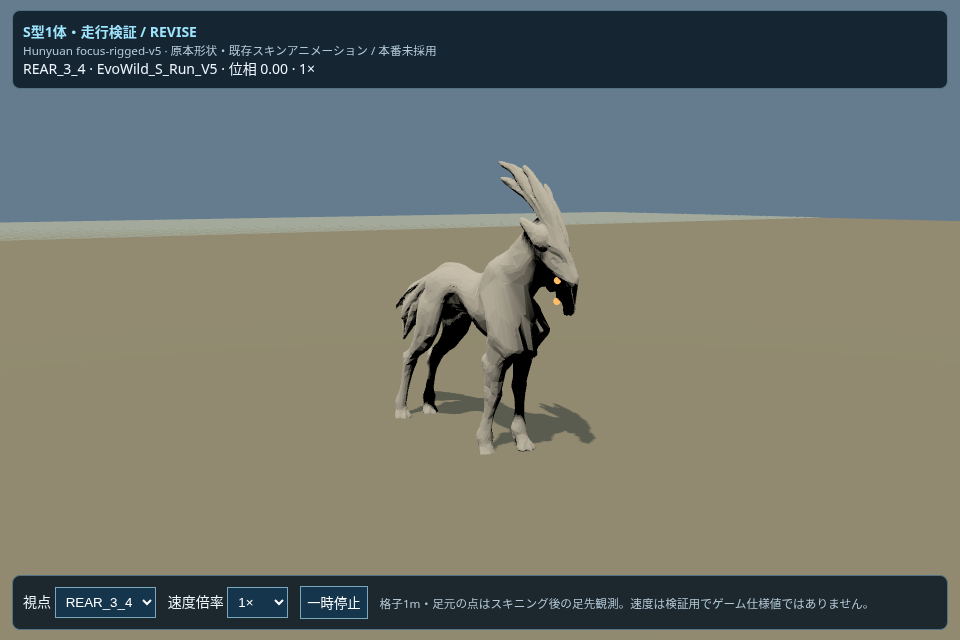 S型1体・走行検証 / REVISE
Hunyuan focus-rigged-v5 · 原本形状・既存スキンアニメーション / 本番未採用
REAR_3_4 · EvoWild_S_Run_V5 · 位相 0.00 · 1×
視点 REAR_3_4 速度倍率 1× 一時停止 格子1m・足元の点はスキニング後の足先観測。速度は検証用でゲーム仕様値ではありません。